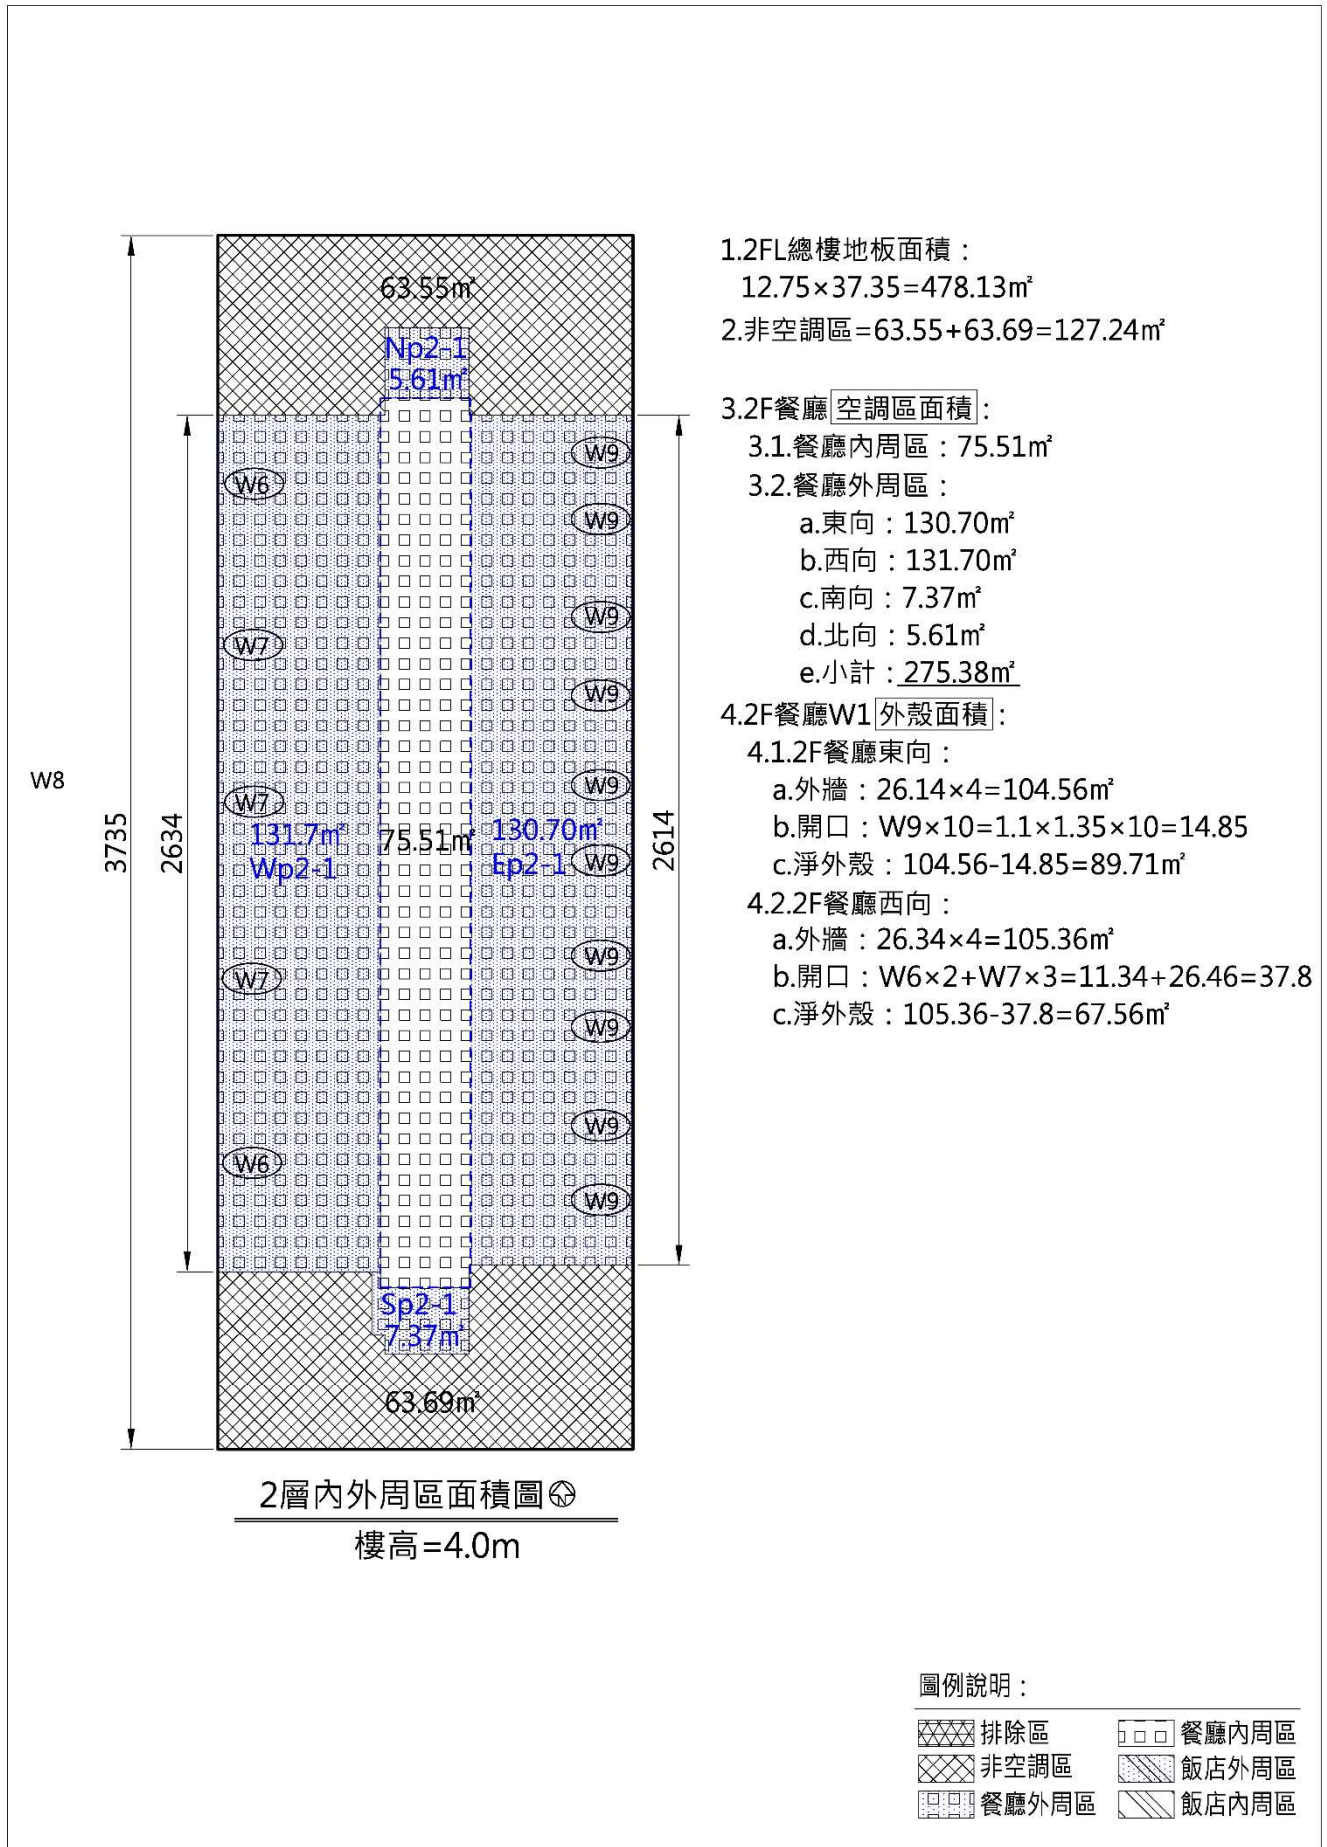 63.55㎡
Np2-1
5.61㎡
W6
W7
W7
W7
W6
W9
W9
W9
W9
W9
W9
W9
W9
W9
W9
W8
3735
2634
131.7㎡
Wp2-1
75.51㎡
130.70㎡
Ep2-1
2614
Sp2-1
7.37㎡
63.69㎡
2層內外周區面積圖
樓高=4.0m
1.2FL總樓地板面積：
12.75×37.35=478.13㎡
2.非空調區=63.55+63.69=127.24㎡
3.2F餐廳空調區面積：
3.1.餐廳內周區：75.51㎡
3.2.餐廳外周區：
a.東向：130.70㎡
b.西向：131.70㎡
c.南向：7.37㎡
d.北向：5.61㎡
e.小計：275.38㎡
4.2F餐廳W1外殼面積：
4.1.2F餐廳東向：
a.外牆：26.14×4=104.56㎡
b.開口：W9×10=1.1×1.35×10=14.85
c.淨外殼：104.56-14.85=89.71㎡
4.2.2F餐廳西向：
a.外牆：26.34×4=105.36㎡
b.開口：W6×2+W7×3=11.34+26.46=37.8
c.淨外殼：105.36-37.8=67.56㎡
圖例說明：
排除區
餐廳內周區
非空調區
飯店外周區
餐廳外周區
飯店內周區